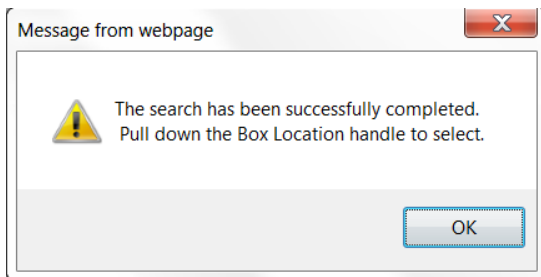 Message from webpage
The search has been successfully completed.
Pull down the Box Location handle to select.
OK